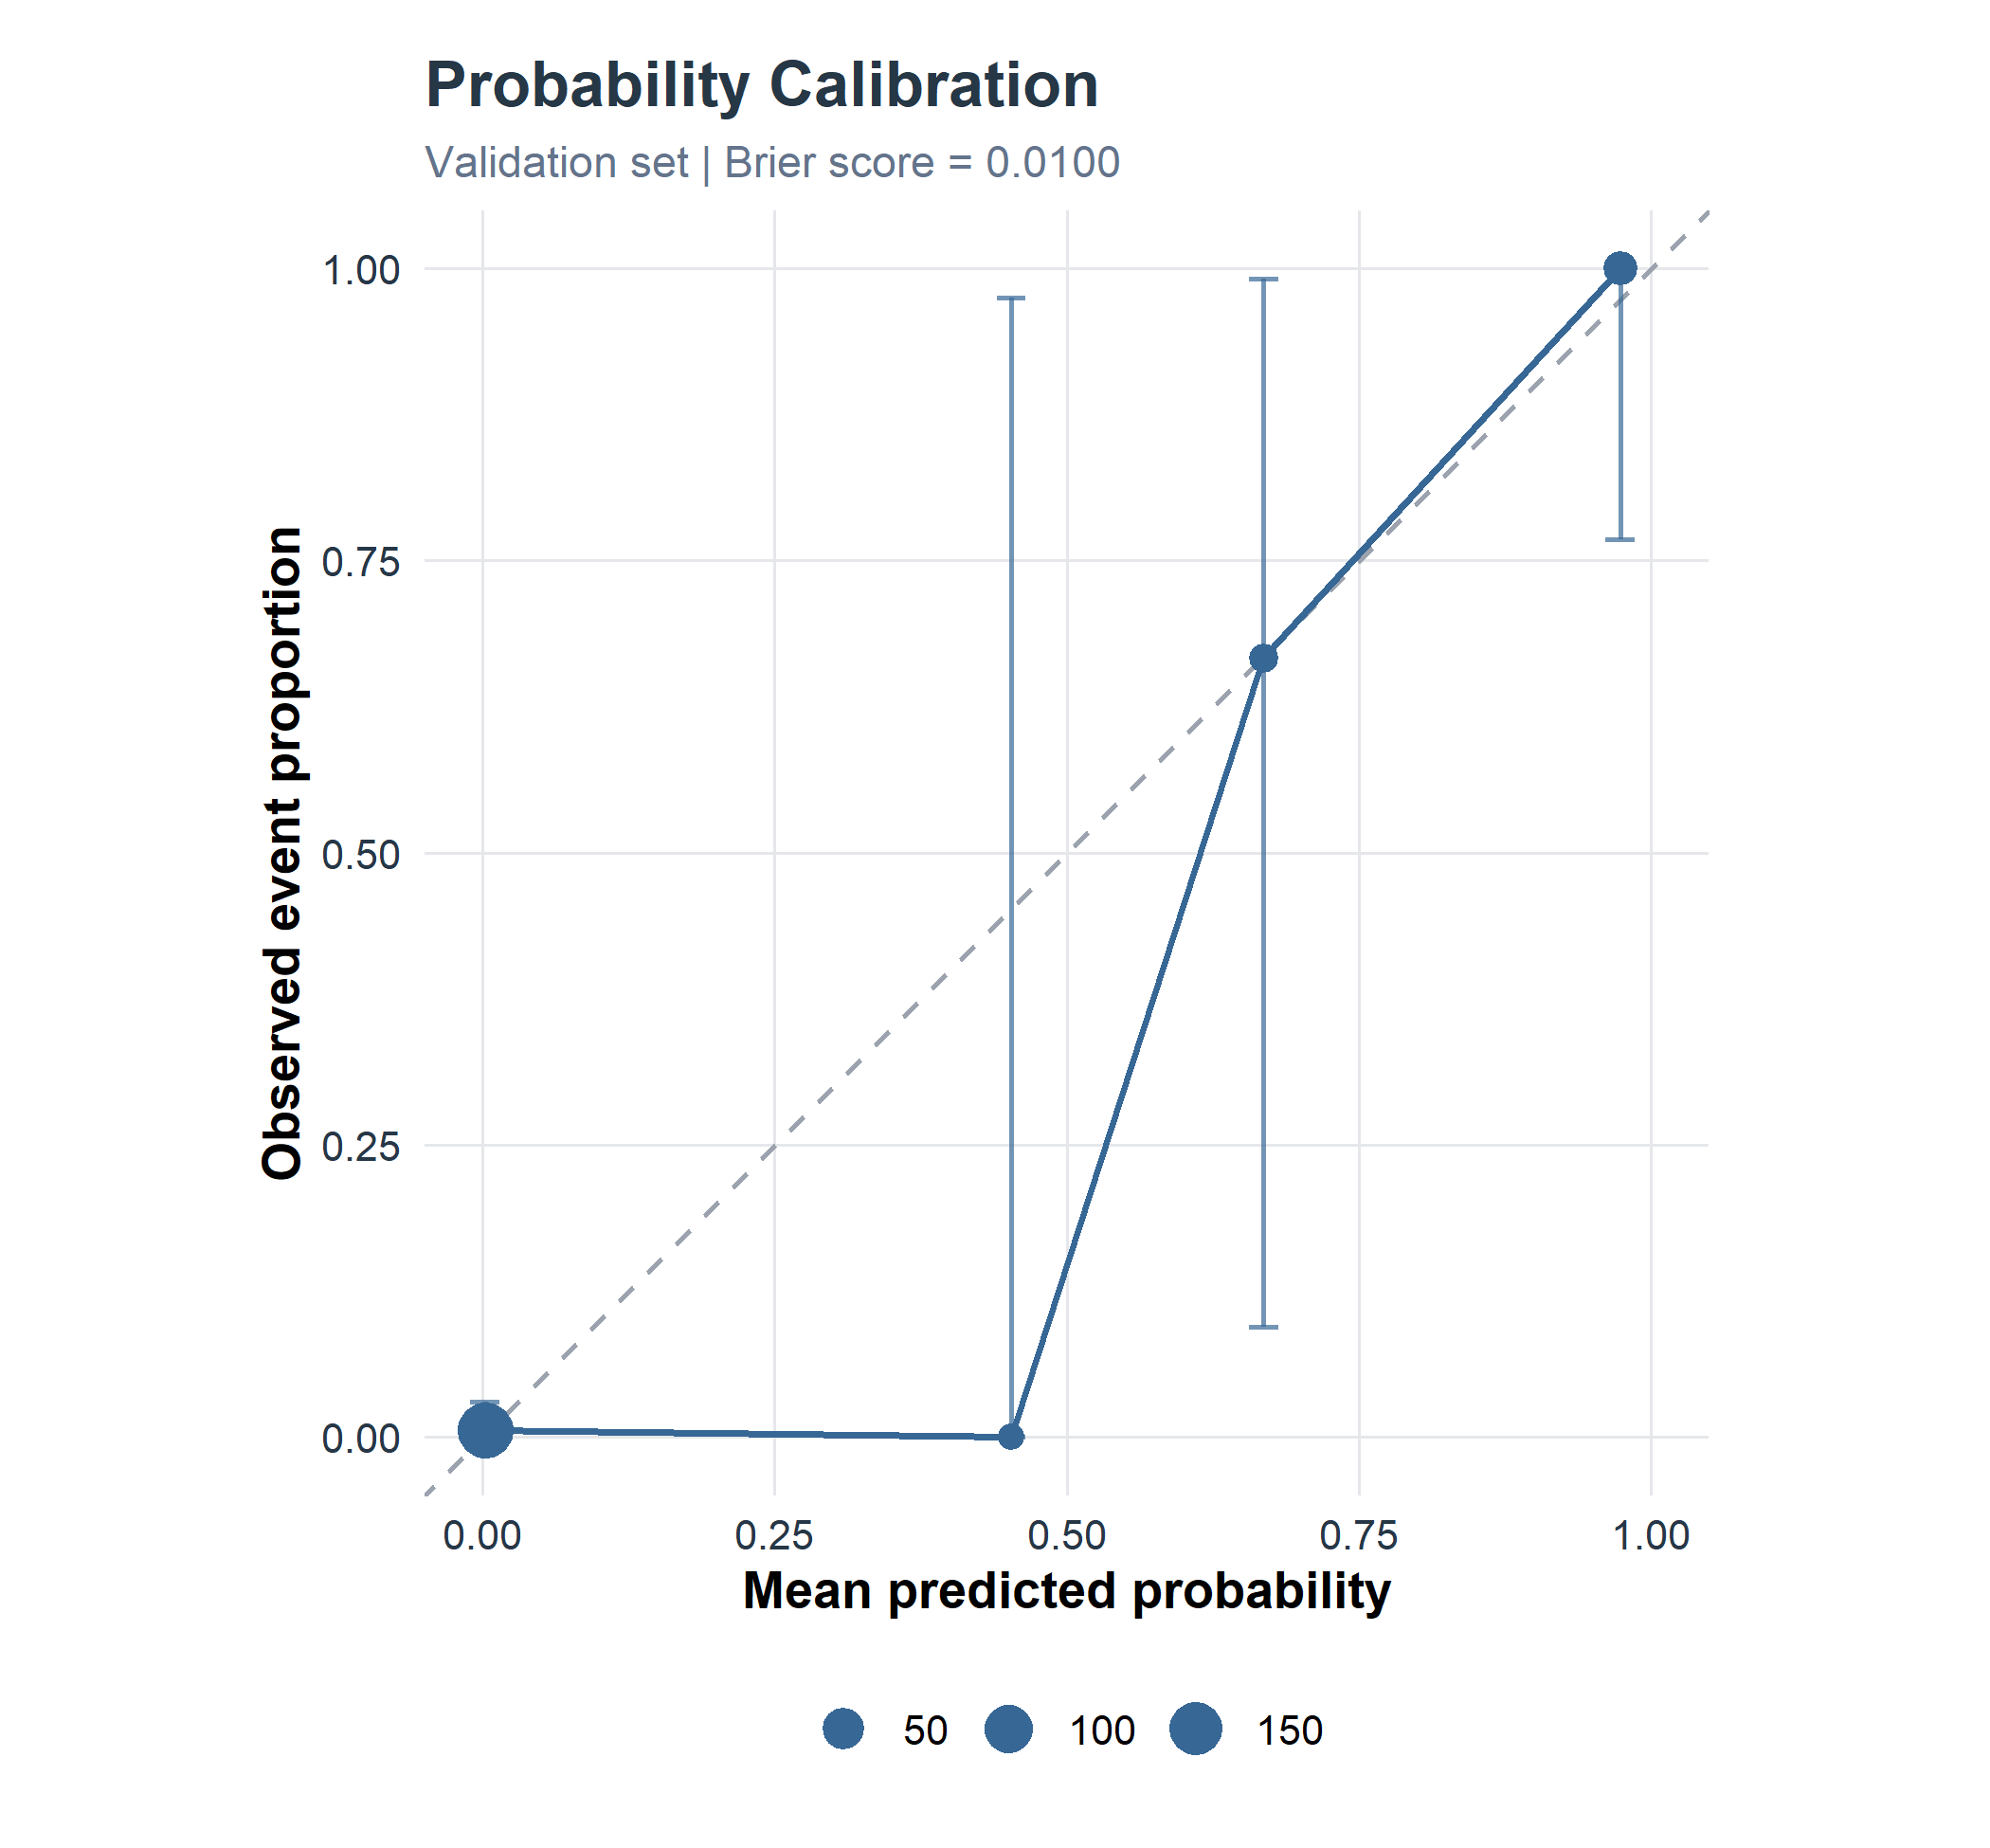 Probability Calibration
Validation set | Brier score = 0.0100
Observed event proportion
1.00
0.75
0.50
0.25
0.00
0.00 0.25 0.50 0.75 1.00
Mean predicted probability
50 100 150